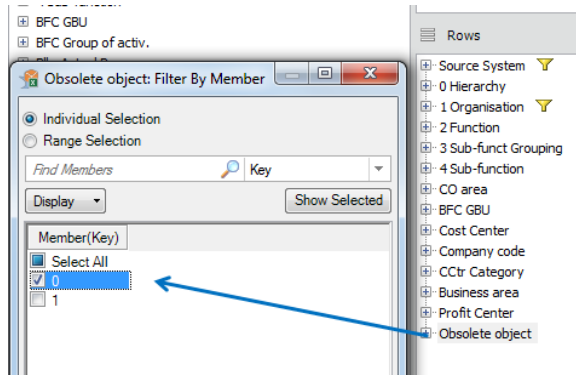 BFC GBU
BFC Group of activ.
Obsolete object: Filter By Member
Individual Selection
Range Selection
Find Members
Key
Display
Show Selected
Member(Key)
Select All
0
1
Rows
Source System
0 Hierarchy
1 Organisation
2 Function
3 Sub-funct Grouping
4 Sub-function
CO area
BFC GBU
Cost Center
Company code
CCtr Category
Business area
Profit Center
Obsolete object